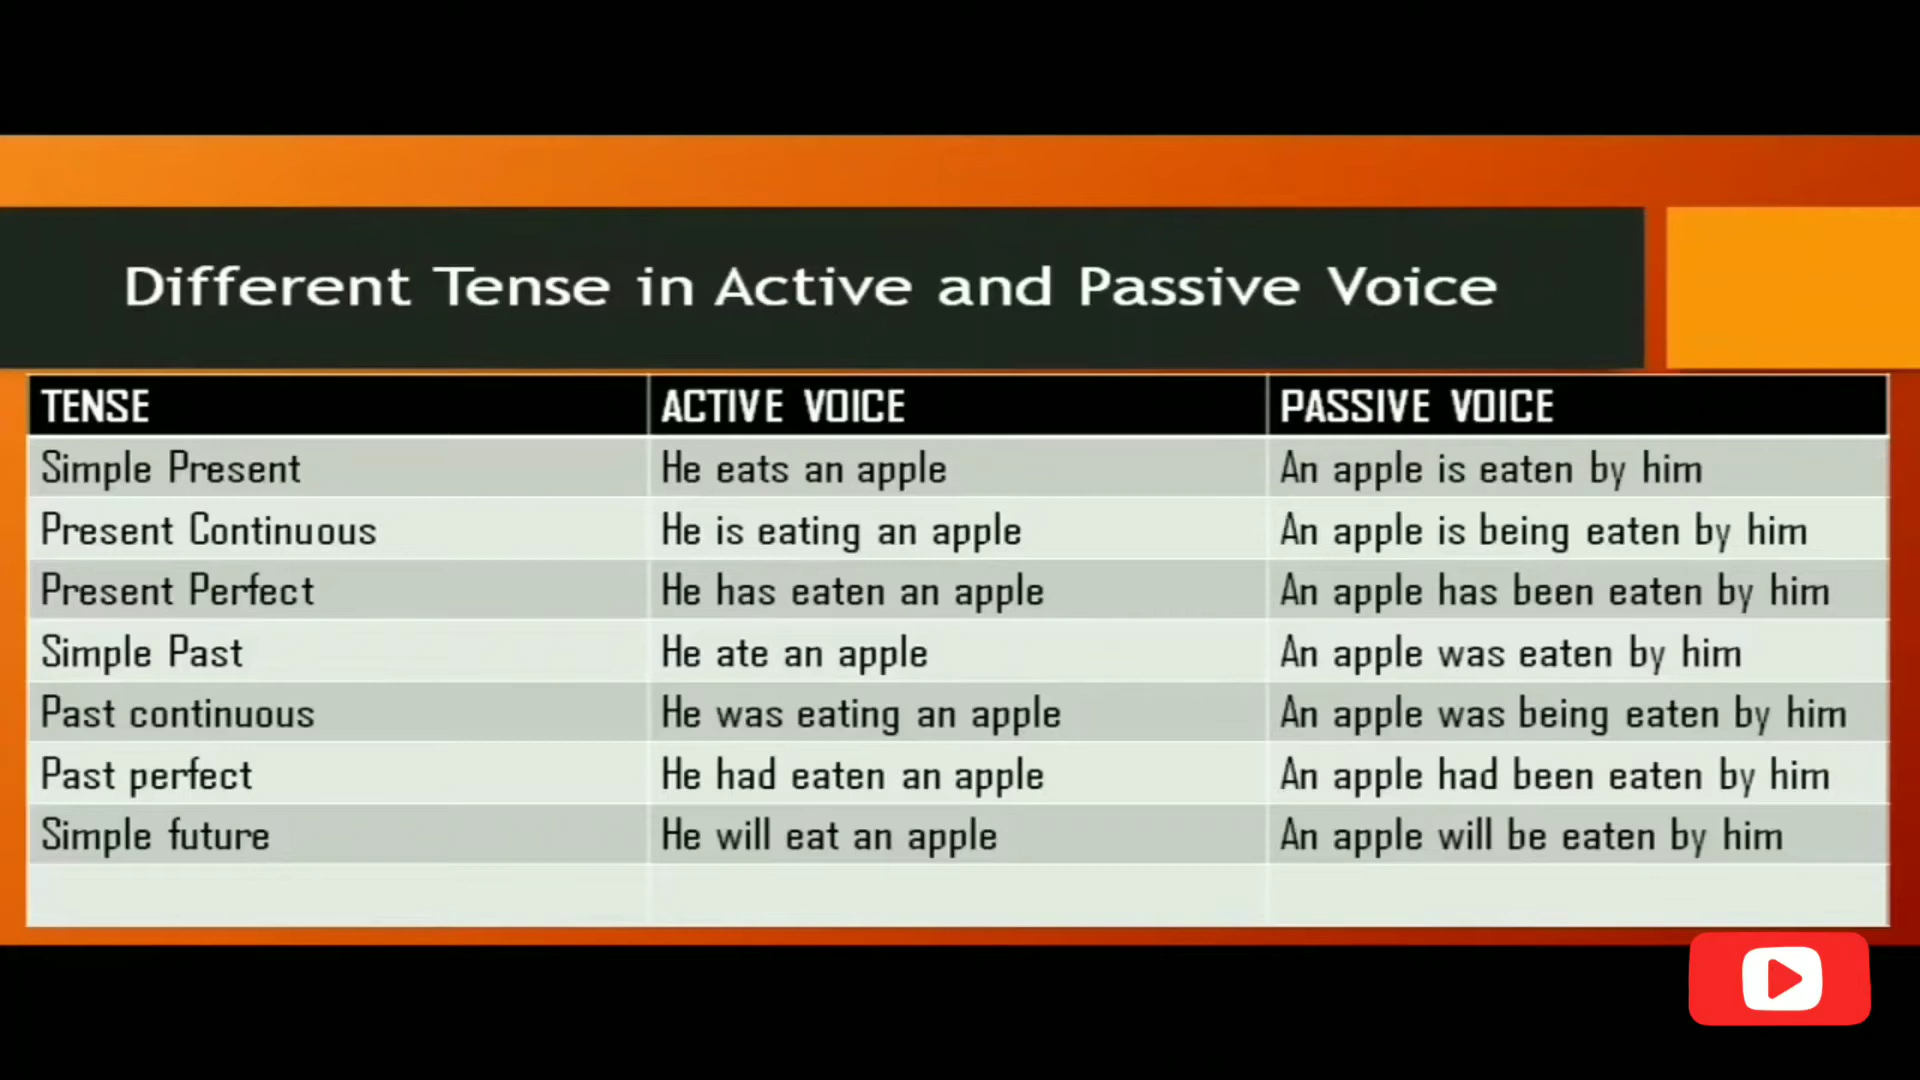 Different Tense in Active and Passive Voice
TENSE ACTIVE VOICE PASSIVE VOICE
Simple Present He eats an apple An apple is eaten by him
Present Continuous He is eating an apple An apple is being eaten by him
Present Perfect He has eaten an apple An apple has been eaten by him
Simple Past He ate an apple An apple was eaten by him
Past continuous He was eating an apple An apple was being eaten by him
Past perfect He had eaten an apple An apple had been eaten by him
Simple future He will eat an apple An apple will be eaten by him